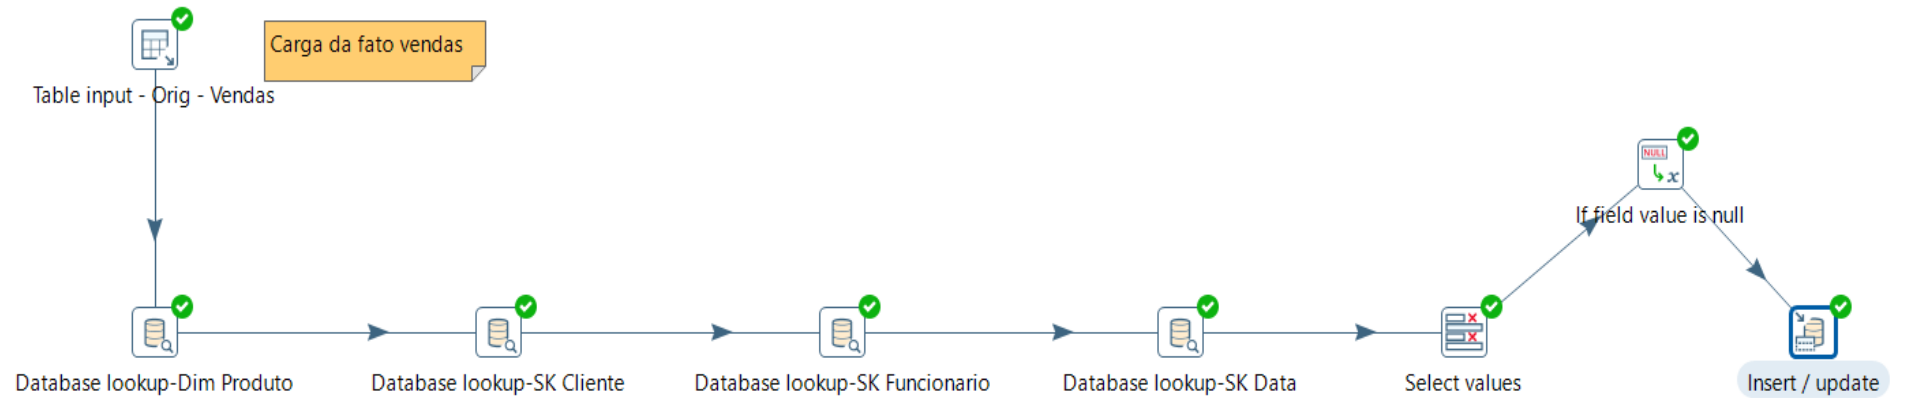 Carga da fato vendas
Table input - Orig - Vendas
NULL
x
If field value is null
Database lookup-Dim Produto
Database lookup-SK Cliente
Database lookup-SK Funcionario
Database lookup-SK Data
Select values
Insert / update